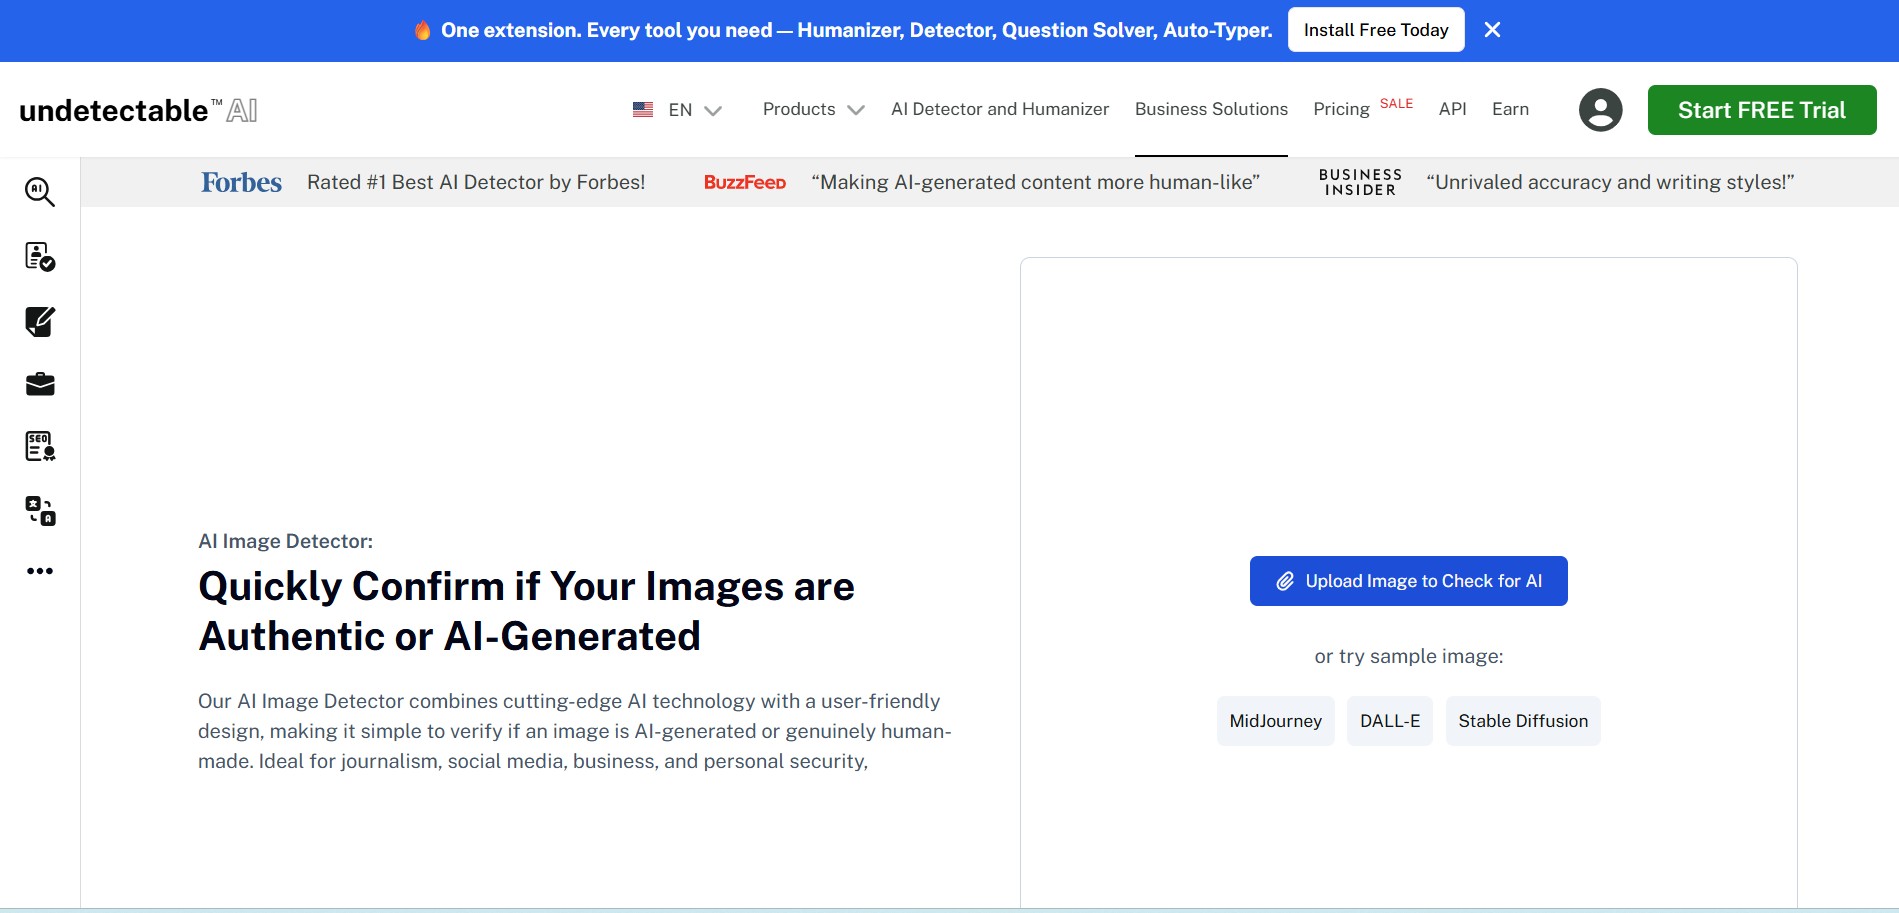 One extension. Every tool you need — Humanizer, Detector, Question Solver, Auto-Typer.
Install Free Today
undetectable™ AI
EN
Products
AI Detector and Humanizer
Business Solutions
Pricing SALE
API
Earn
Start FREE Trial
Forbes Rated #1 Best AI Detector by Forbes!
BuzzFeed “Making AI-generated content more human-like”
BUSINESS
INSIDER
“Unrivaled accuracy and writing styles!”
AI
SEO
A
AI Image Detector:
Quickly Confirm if Your Images are
Authentic or AI-Generated
Our AI Image Detector combines cutting-edge AI technology with a user-friendly
design, making it simple to verify if an image is AI-generated or genuinely human-
made. Ideal for journalism, social media, business, and personal security,
Upload Image to Check for AI
or try sample image:
MidJourney
DALL-E
Stable Diffusion